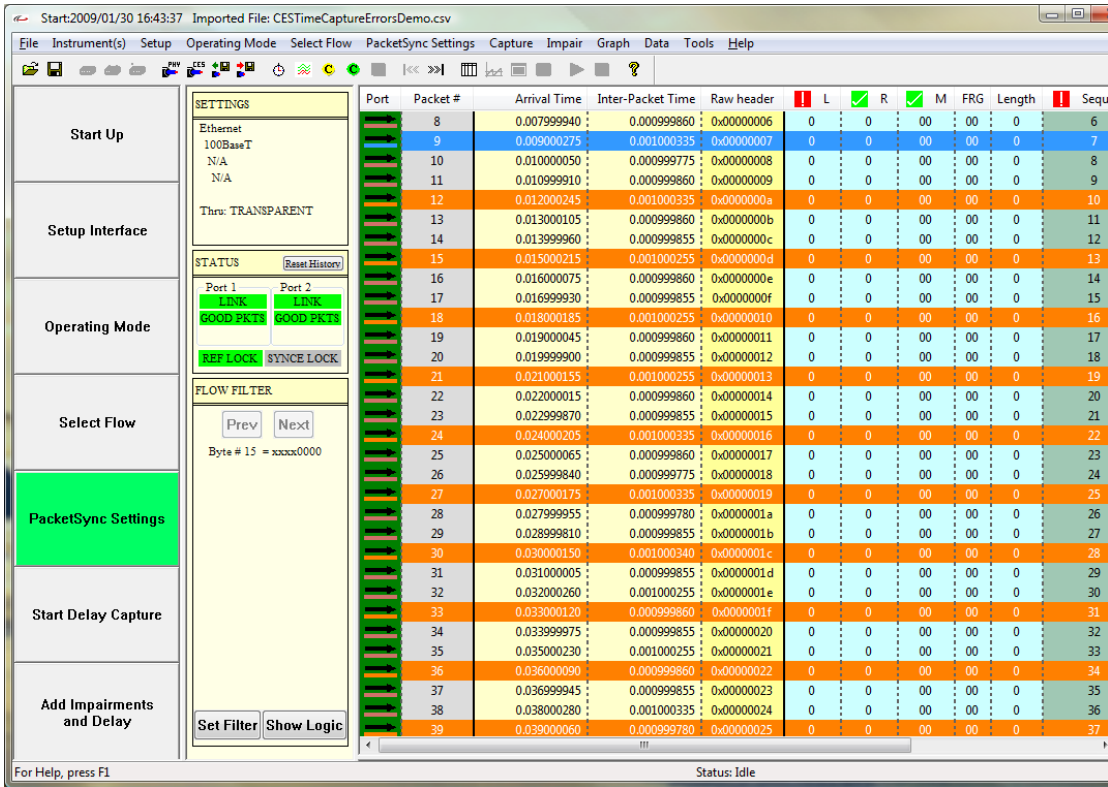 Start:2009/01/30 16:43:37 Imported File: CESTimeCaptureErrorsDemo.csv
File Instrument(s) Setup Operating Mode Select Flow PacketSync Settings Capture Impair Graph Data Tools Help
PHY CES C C ?
Start Up
Setup Interface
Operating Mode
Select Flow
PacketSync Settings
Start Delay Capture
Add Impairments
and Delay
SETTINGS
Ethernet
100BaseT
N/A
N/A
Thru: TRANSPARENT
STATUS Reset History
Port 1 Port 2
LINK LINK
GOOD PKTS GOOD PKTS
REF LOCK SYNCE LOCK
FLOW FILTER
Prev Next
Byte # 15 = xxxx0000
Set Filter Show Logic
Port Packet # Arrival Time Inter-Packet Time Raw header ! L R M FRG Length ! Sequ
8 0.007999940 0.000999860 0x00000006 0 0 00 00 0 6
9 0.009000275 0.001000335 0x00000007 0 0 00 00 0 7
10 0.010000050 0.000999775 0x00000008 0 0 00 00 0 8
11 0.010999910 0.000999860 0x00000009 0 0 00 00 0 9
12 0.012000245 0.001000335 0x0000000a 0 0 00 00 0 10
13 0.013000105 0.000999860 0x0000000b 0 0 00 00 0 11
14 0.013999960 0.000999855 0x0000000c 0 0 00 00 0 12
15 0.015000215 0.001000255 0x0000000d 0 0 00 00 0 13
16 0.016000075 0.000999860 0x0000000e 0 0 00 00 0 14
17 0.016999930 0.000999855 0x0000000f 0 0 00 00 0 15
18 0.018000185 0.001000255 0x00000010 0 0 00 00 0 16
19 0.019000045 0.000999860 0x00000011 0 0 00 00 0 17
20 0.019999900 0.000999855 0x00000012 0 0 00 00 0 18
21 0.021000155 0.001000255 0x00000013 0 0 00 00 0 19
22 0.022000015 0.000999860 0x00000014 0 0 00 00 0 20
23 0.022999870 0.000999855 0x00000015 0 0 00 00 0 21
24 0.024000205 0.001000335 0x00000016 0 0 00 00 0 22
25 0.025000065 0.000999860 0x00000017 0 0 00 00 0 23
26 0.025999840 0.000999775 0x00000018 0 0 00 00 0 24
27 0.027000175 0.001000335 0x00000019 0 0 00 00 0 25
28 0.027999955 0.000999780 0x0000001a 0 0 00 00 0 26
29 0.028999810 0.000999855 0x0000001b 0 0 00 00 0 27
30 0.030000150 0.001000340 0x0000001c 0 0 00 00 0 28
31 0.031000005 0.000999855 0x0000001d 0 0 00 00 0 29
32 0.032000260 0.001000255 0x0000001e 0 0 00 00 0 30
33 0.033000120 0.000999860 0x0000001f 0 0 00 00 0 31
34 0.033999975 0.000999855 0x00000020 0 0 00 00 0 32
35 0.035000230 0.001000255 0x00000021 0 0 00 00 0 33
36 0.036000090 0.000999860 0x00000022 0 0 00 00 0 34
37 0.036999945 0.000999855 0x00000023 0 0 00 00 0 35
38 0.038000280 0.001000335 0x00000024 0 0 00 00 0 36
39 0.039000060 0.000999780 0x00000025 0 0 00 00 0 37
For Help, press F1 Status: Idle